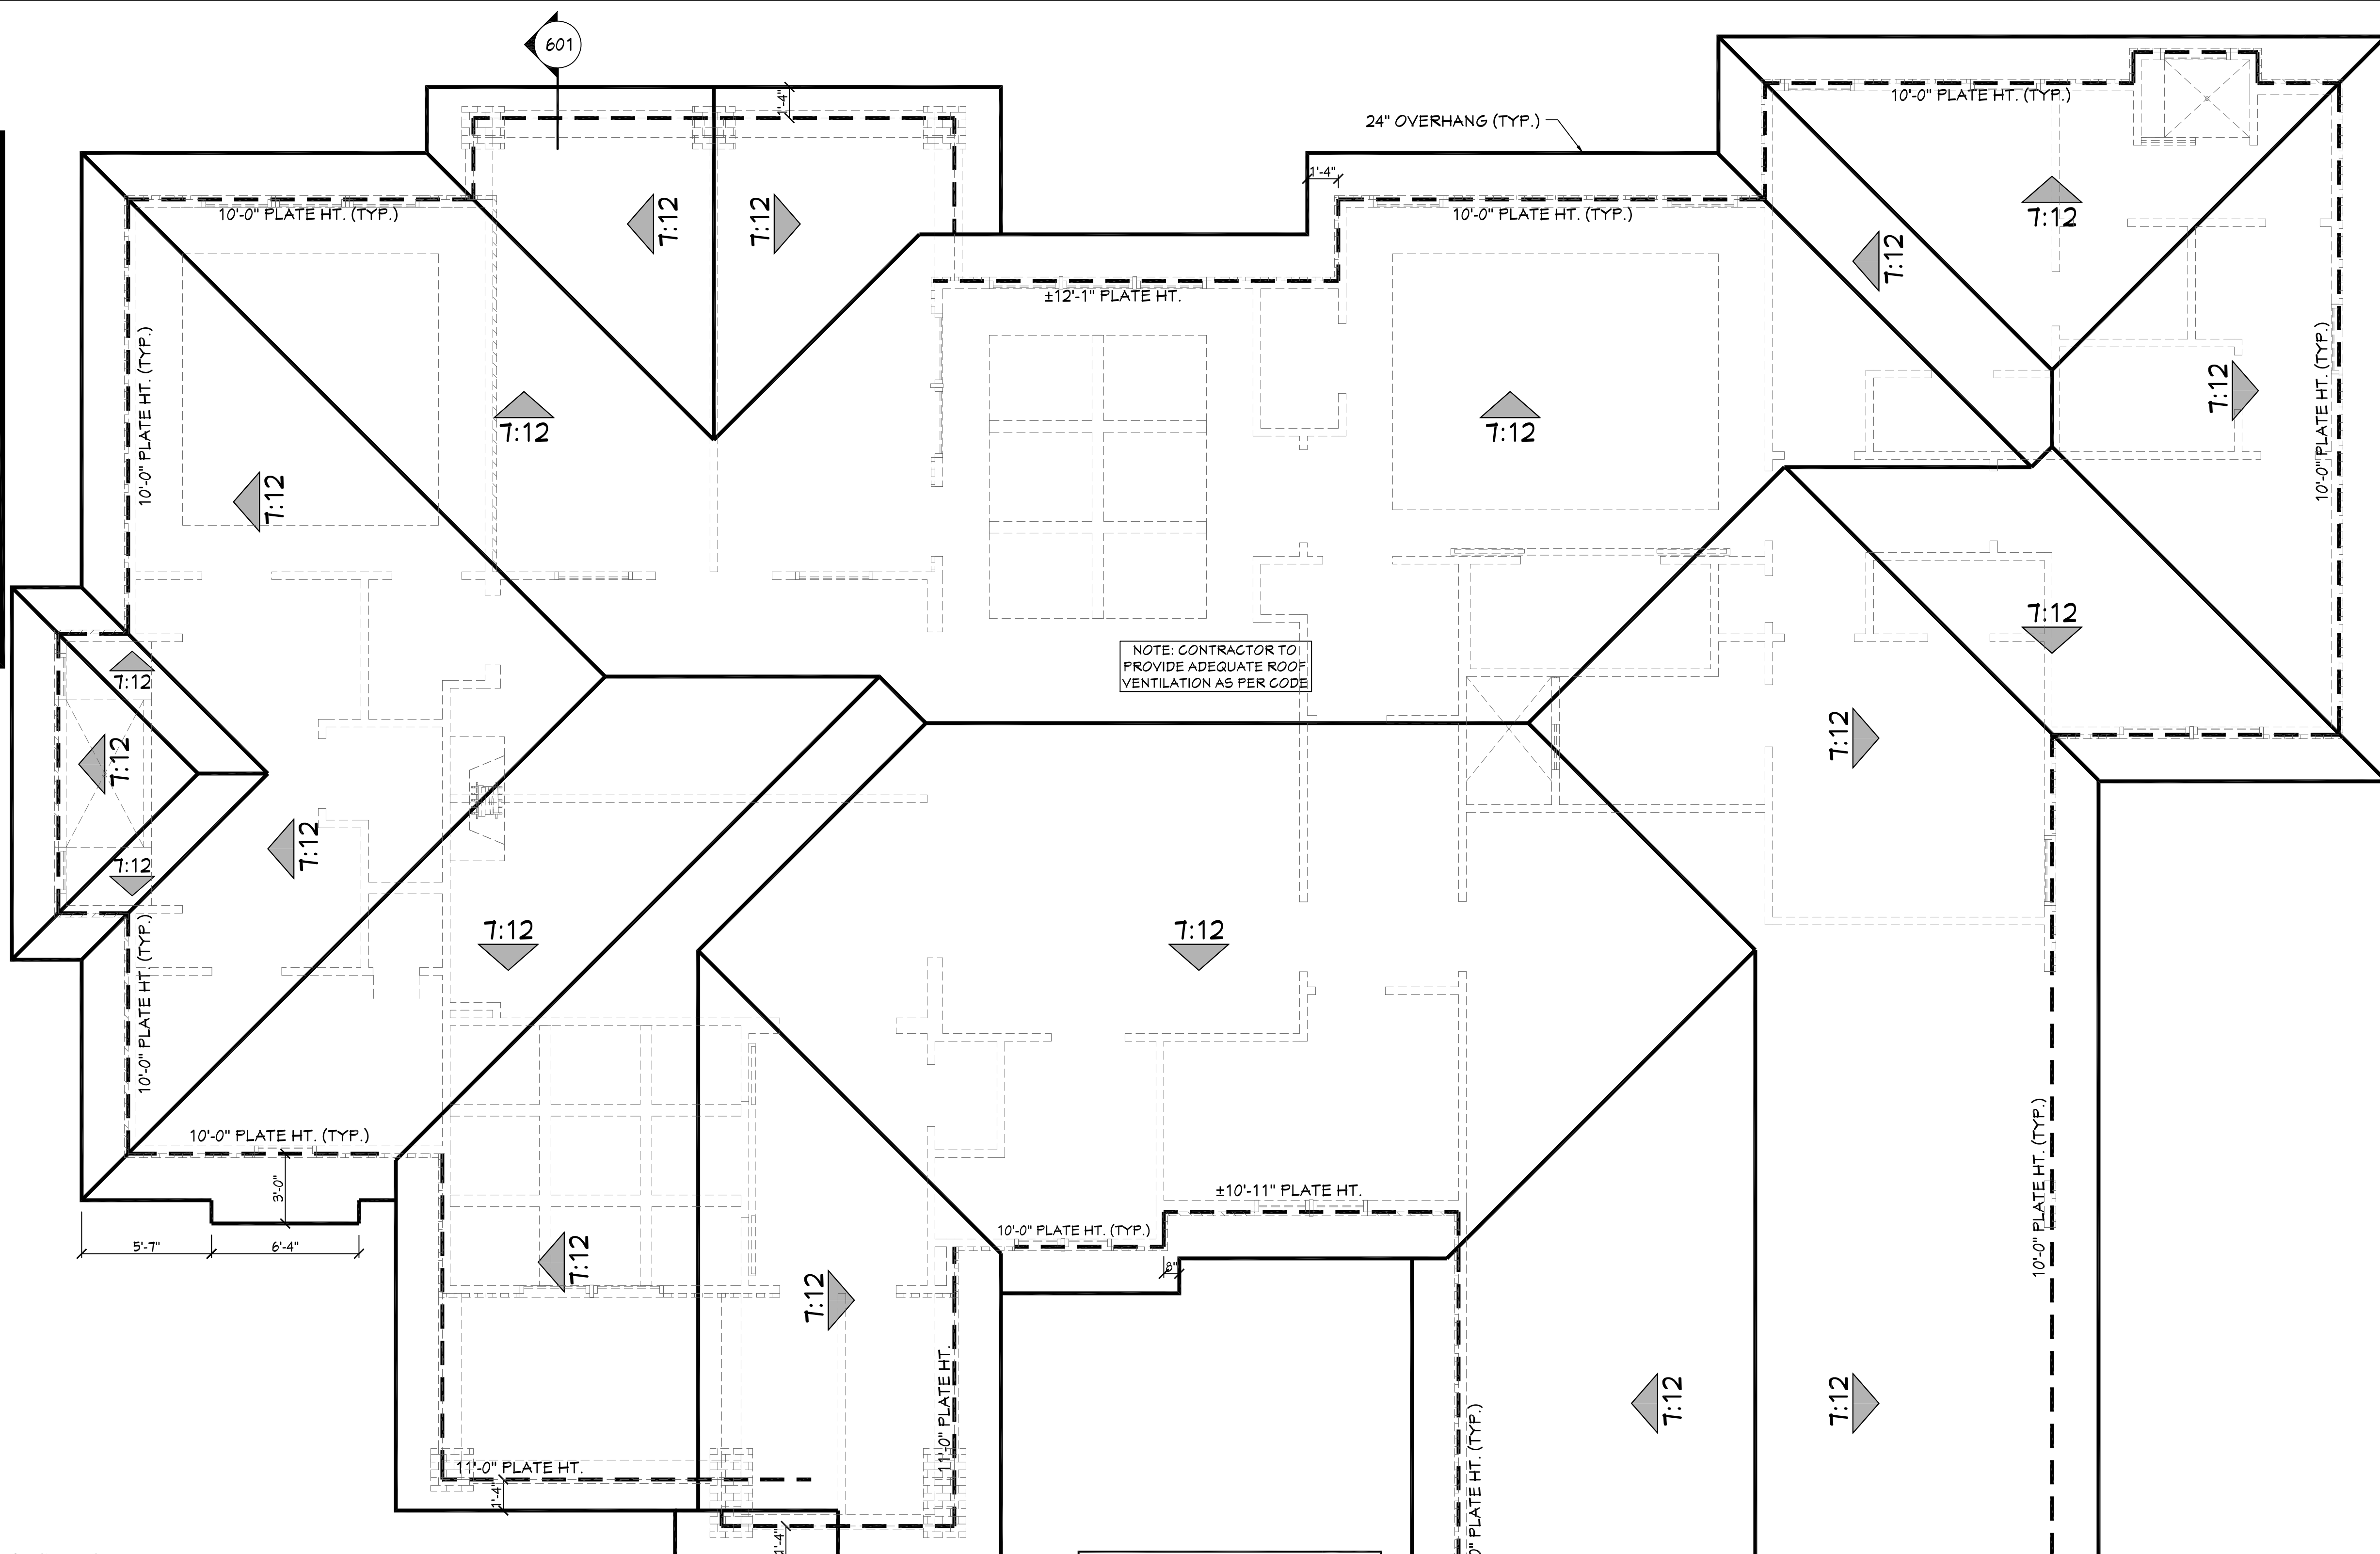 601
1'-4"
10'-0" PLATE HT. (TYP.)
24" OVERHANG (TYP.)
1'-4"
10'-0" PLATE HT. (TYP.)
10'-0" PLATE HT. (TYP.)
7:12
7:12
7:12
7:12
±12'-1" PLATE HT.
10'-0" PLATE HT. (TYP.)
10'-0" PLATE HT. (TYP.)
7:12
7:12
7:12
7:12
7:12
NOTE: CONTRACTOR TO
PROVIDE ADEQUATE ROOF
VENTILATION AS PER CODE
7:12
7:12
7:12
7:12
7:12
7:12
7:12
7:12
10'-0" PLATE HT. (TYP.)
10'-0" PLATE HT. (TYP.)
3'-0"
5'-7"
6'-4"
±10'-11" PLATE HT.
10'-0" PLATE HT. (TYP.)
8"
10'-0" PLATE HT. (TYP.)
7:12
7:12
7:12
7:12
11'-0" PLATE HT.
11'-0" PLATE HT.
1'-4"
1'-4"
0" PLATE HT. (TYP.)